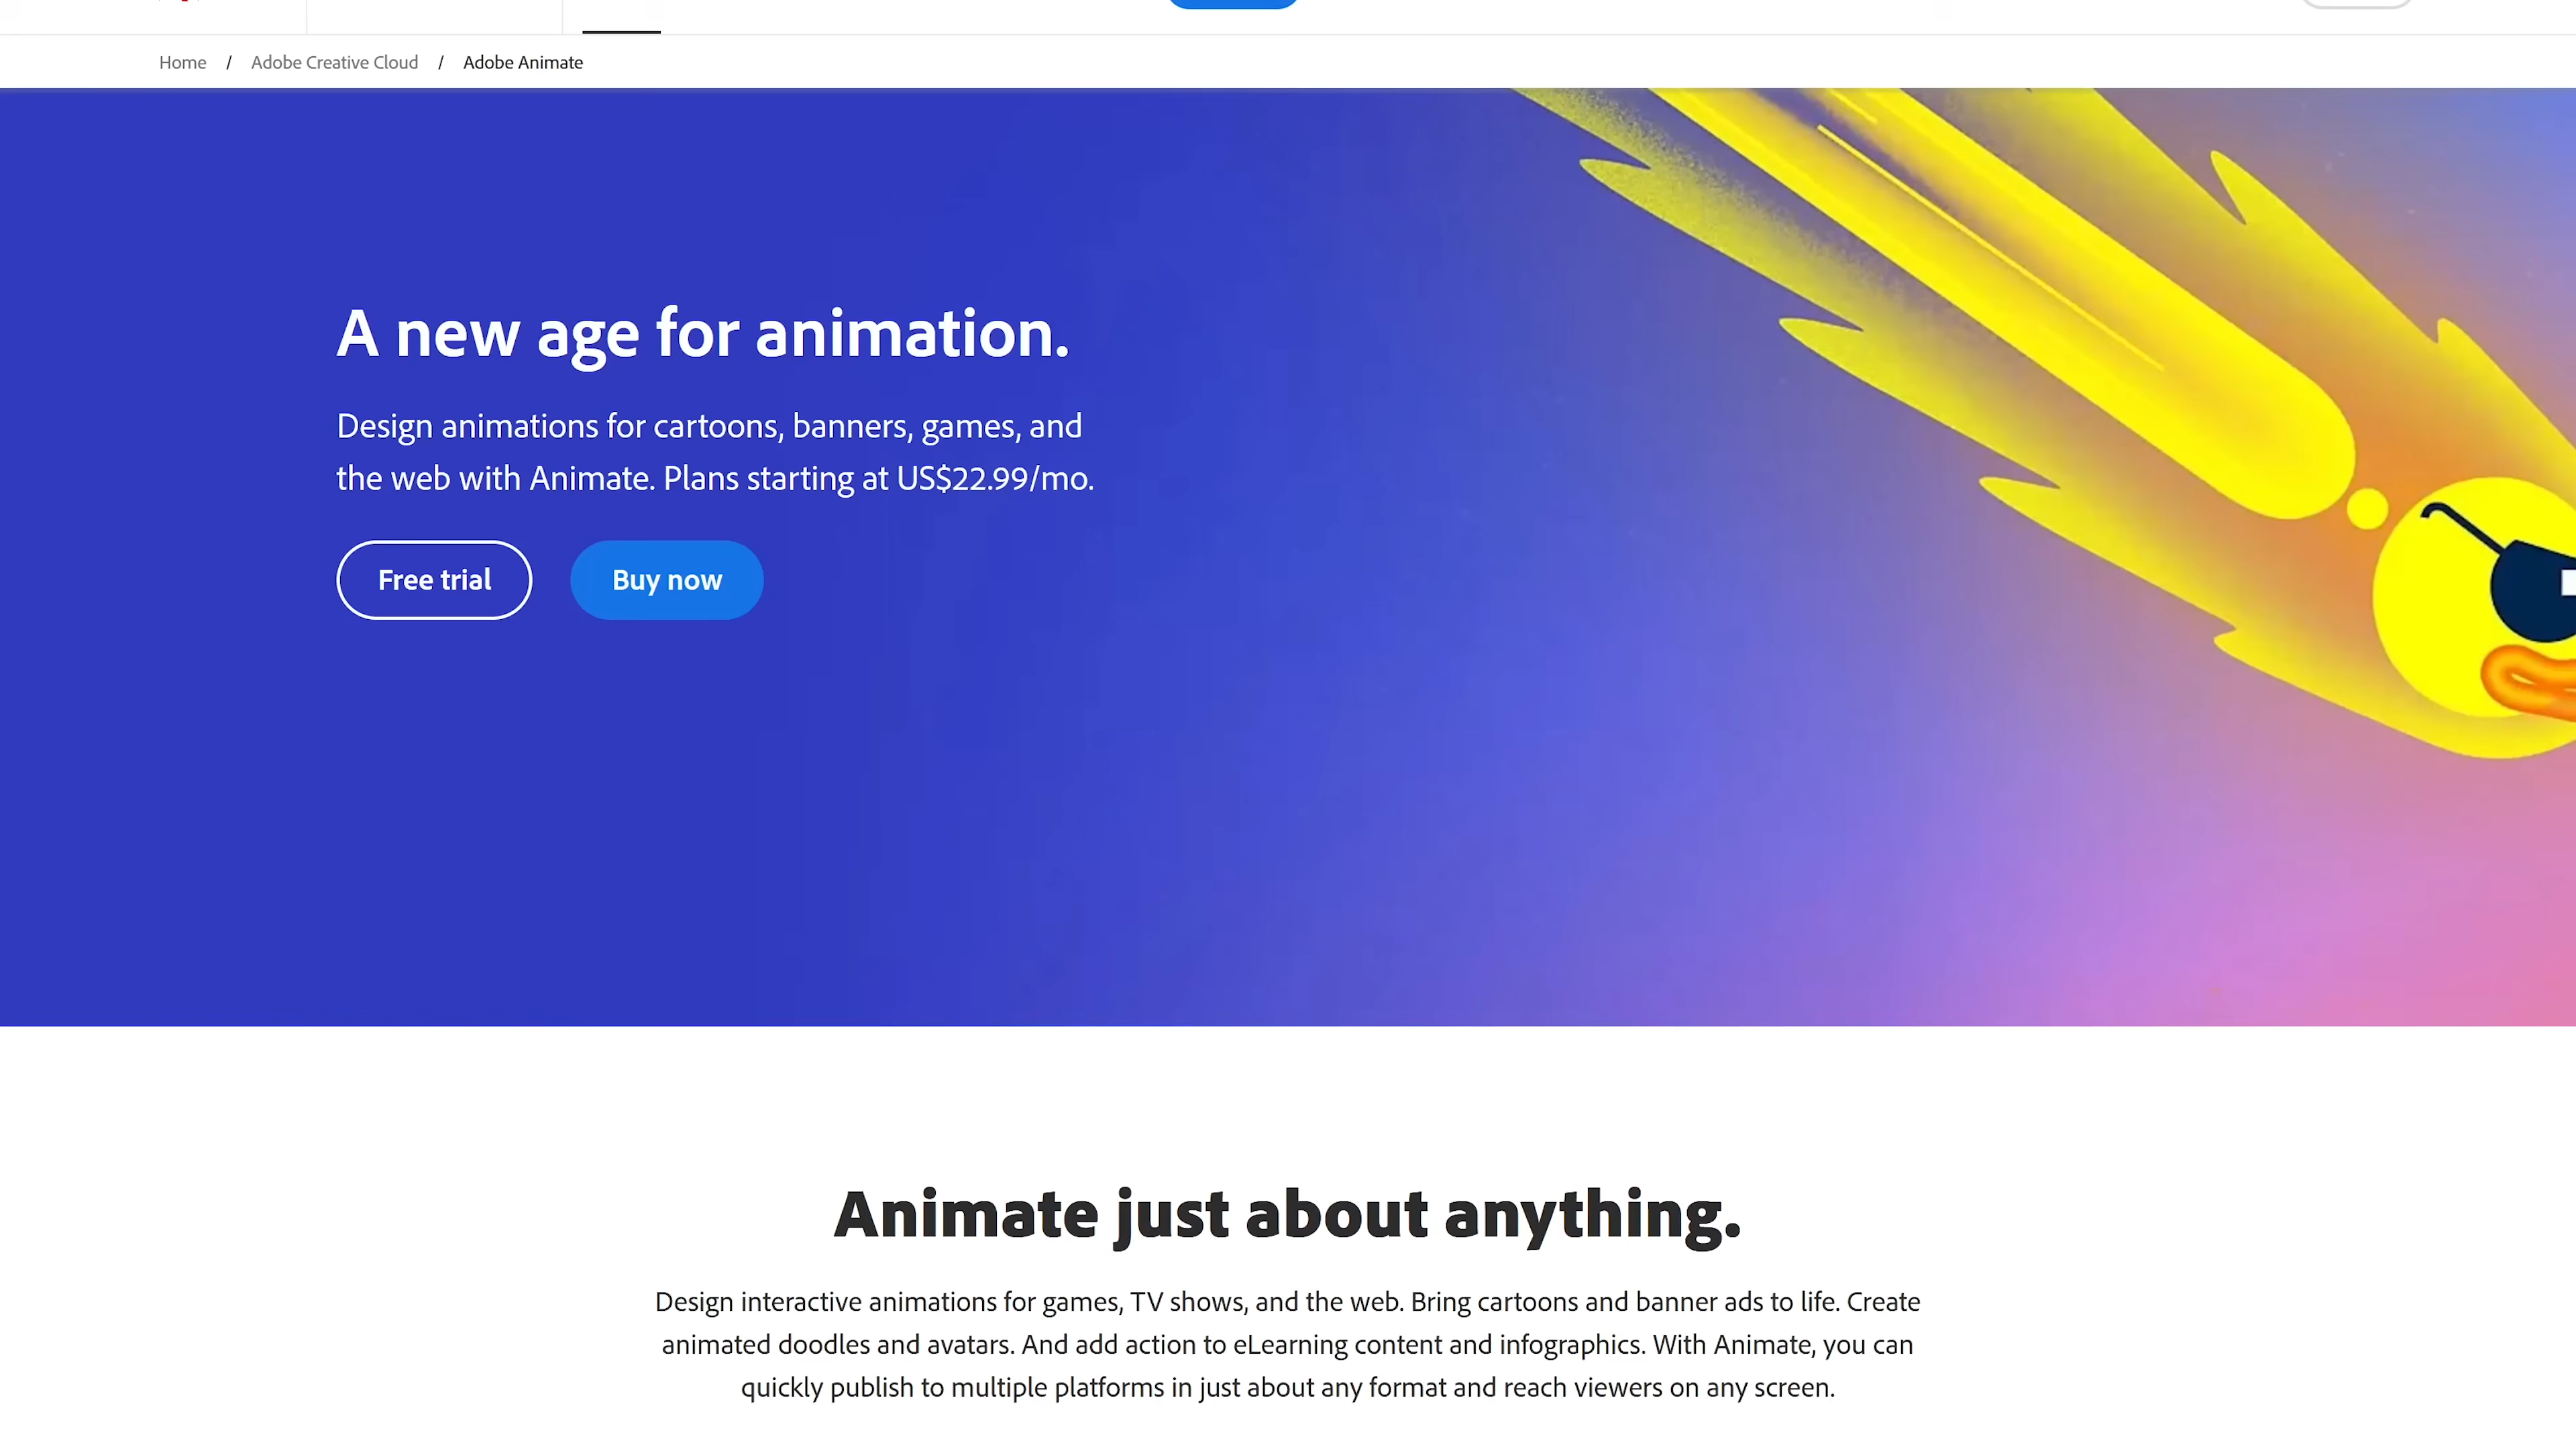 Home / Adobe Creative Cloud / Adobe Animate
A new age for animation.
Design animations for cartoons, banners, games, and
the web with Animate. Plans starting at US$22.99/mo.
Free trial
Buy now
Animate just about anything.
Design interactive animations for games, TV shows, and the web. Bring cartoons and banner ads to life. Create
animated doodles and avatars. And add action to eLearning content and infographics. With Animate, you can
quickly publish to multiple platforms in just about any format and reach viewers on any screen.